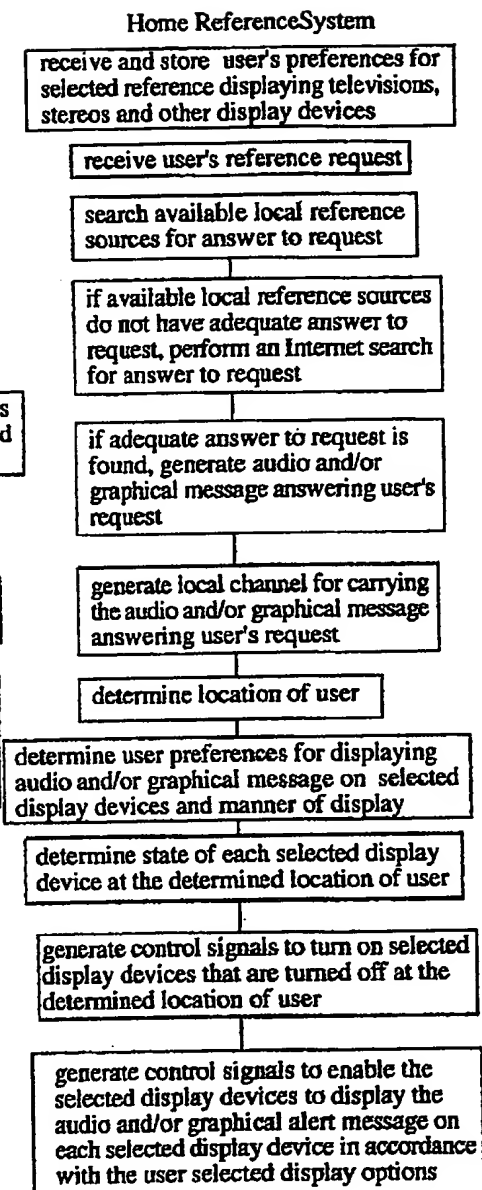 Home ReferenceSystem
receive and store user's preferences for
selected reference displaying televisions,
stereos and other display devices
receive user's reference request
search available local reference
sources for answer to request
if available local reference sources
do not have adequate answer to
request, perform an Internet search
for answer to request
s
d
if adequate answer to request is
found, generate audio and/or
graphical message answering user's
request
generate local channel for carrying
the audio and/or graphical message
answering user's request
determine location of user
determine user preferences for displaying
audio and/or graphical message on selected
display devices and manner of display
determine state of each selected display
device at the determined location of user
generate control signals to turn on selected
display devices that are turned off at the
determined location of user
generate control signals to enable the
selected display devices to display the
audio and/or graphical alert message on
each selected display device in accordance
with the user selected display options